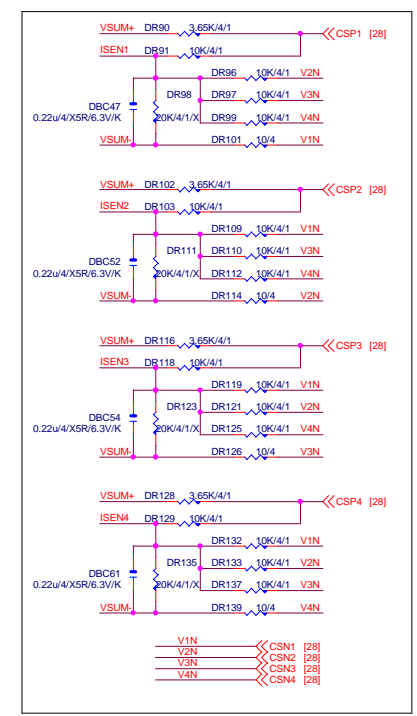 VSUM+ DR90 3.65K/4/1 CSP1 [28]
ISEN1 DR91 10K/4/1
DR96 10K/4/1 V2N
DR98 DR97 10K/4/1 V3N
DBC47
0.22u/4/X5R/6.3V/K 20K/4/1/X DR99 10K/4/1 V4N
VSUM- DR101 10/4 V1N
VSUM+ DR102 3.65K/4/1 CSP2 [28]
ISEN2 DR103 10K/4/1
DR109 10K/4/1 V1N
DR111 DR110 10K/4/1 V3N
DBC52
0.22u/4/X5R/6.3V/K 20K/4/1/X DR112 10K/4/1 V4N
VSUM- DR114 10/4 V2N
VSUM+ DR116 3.65K/4/1 CSP3 [28]
ISEN3 DR118 10K/4/1
DR119 10K/4/1 V1N
DR123 DR121 10K/4/1 V2N
DBC54
0.22u/4/X5R/6.3V/K 20K/4/1/X DR125 10K/4/1 V4N
VSUM- DR126 10/4 V3N
VSUM+ DR128 3.65K/4/1 CSP4 [28]
ISEN4 DR129 10K/4/1
DR132 10K/4/1 V1N
DR135 DR133 10K/4/1 V2N
DBC61
0.22u/4/X5R/6.3V/K 20K/4/1/X DR137 10K/4/1 V3N
VSUM- DR139 10/4 V4N
V1N CSN1 [28]
V2N CSN2 [28]
V3N CSN3 [28]
V4N CSN4 [28]